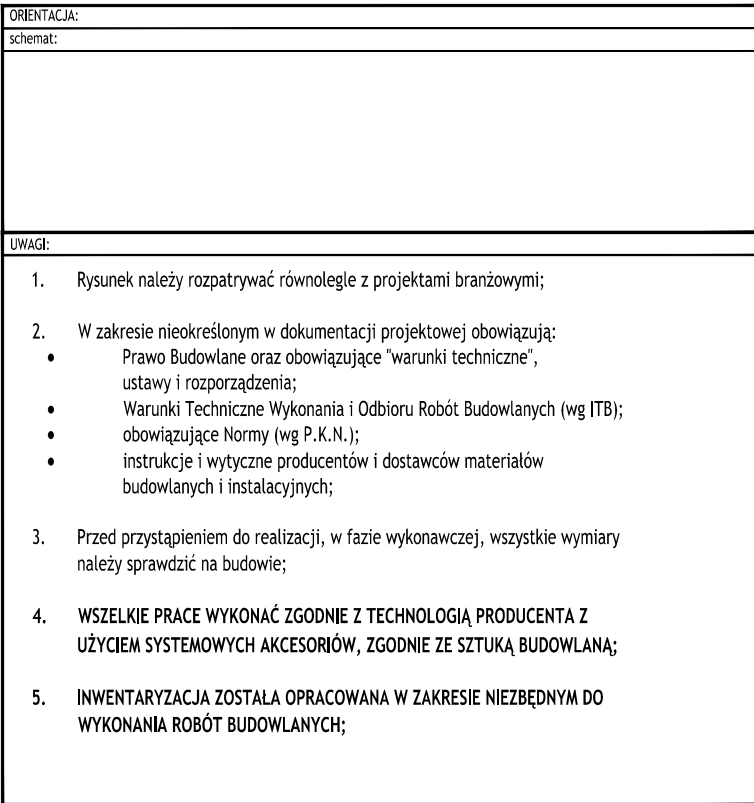 ORIENTACJA:
schemat:
UWAGI:
1. Rysunek należy rozpatrywać równolegle z projektami branżowymi;
2. W zakresie nieokreślonym w dokumentacji projektowej obowiązują:
• Prawo Budowlane oraz obowiązujące "warunki techniczne",
ustawy i rozporządzenia;
• Warunki Techniczne Wykonania i Odbioru Robót Budowlanych (wg ITB);
• obowiązujące Normy (wg P.K.N.);
• instrukcje i wytyczne producentów i dostawców materiałów
budowlanych i instalacyjnych;
3. Przed przystąpieniem do realizacji, w fazie wykonawczej, wszystkie wymiary
należy sprawdzić na budowie;
4. WSZELKIE PRACE WYKONAĆ ZGODNIE Z TECHNOLOGIĄ PRODUCENTA Z
UŻYCIEM SYSTEMOWYCH AKCESORIÓW, ZGODNIE ZE SZTUKĄ BUDOWLANĄ;
5. INWENTARYZACJA ZOSTAŁA OPRACOWANA W ZAKRESIE NIEZBĘDNYM DO
WYKONANIA ROBÓT BUDOWLANYCH;